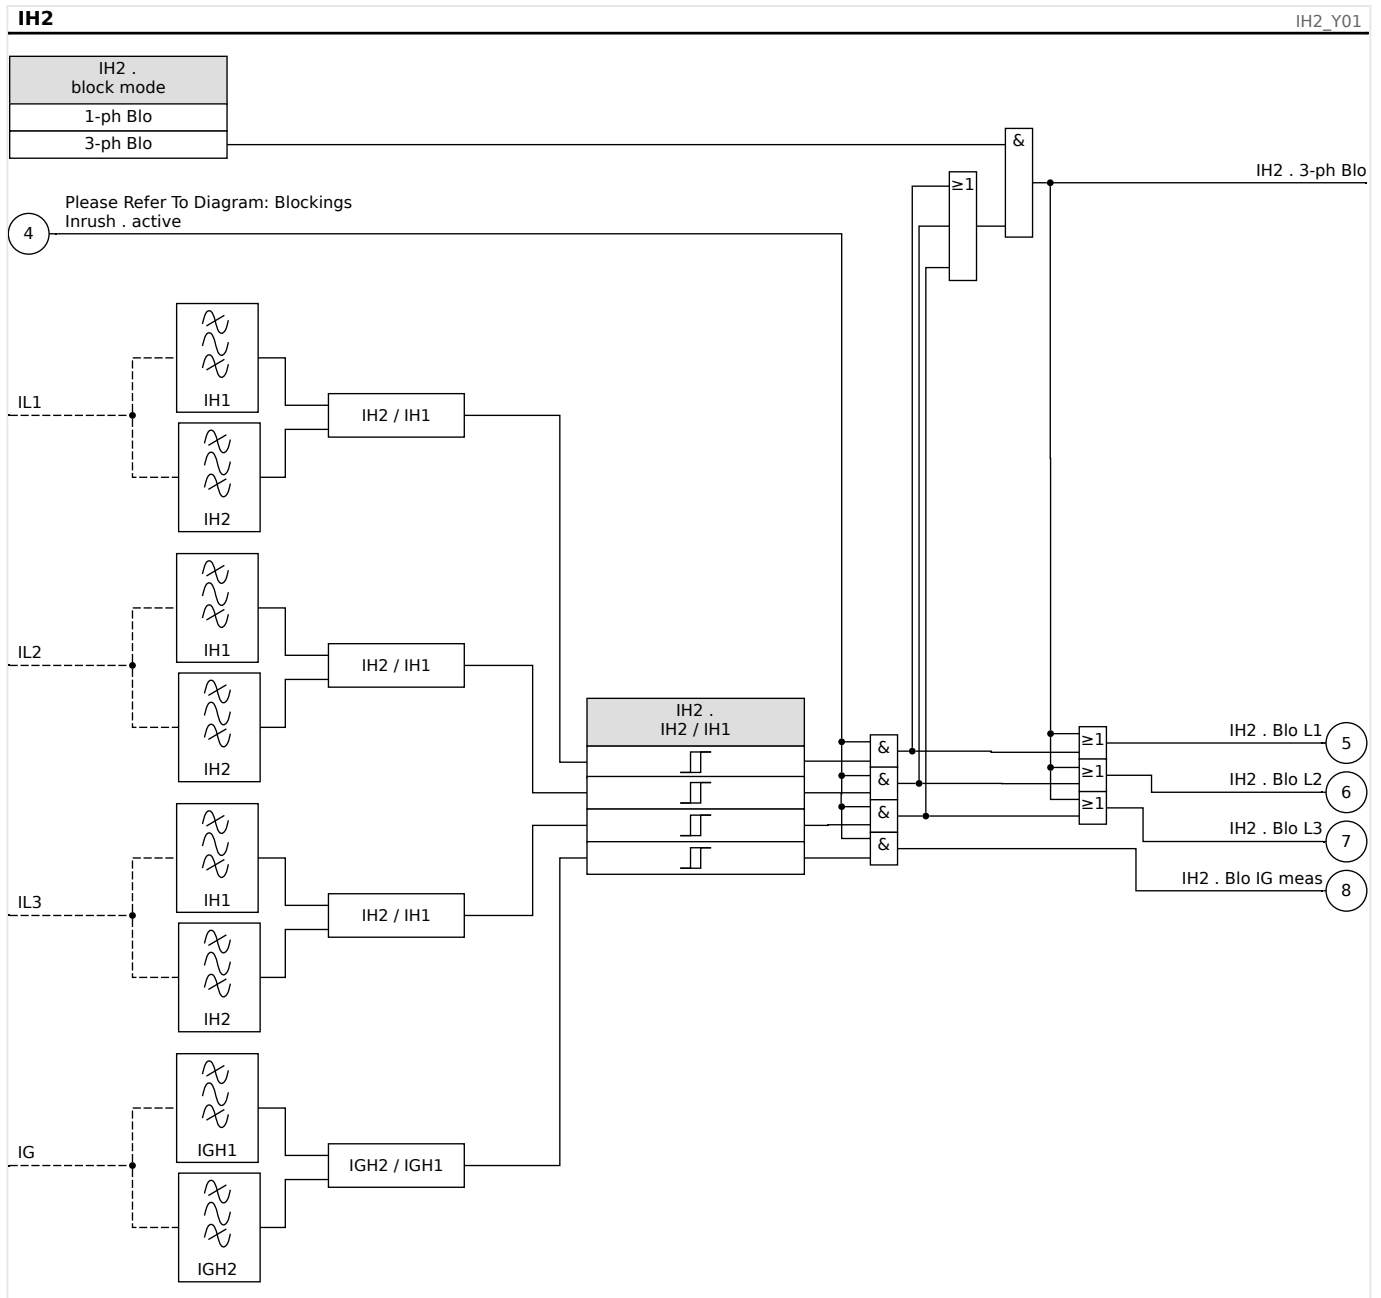 IH2
IH2_Y01
IH2 .
block mode
1-ph Blo
3-ph Blo
&
≥1
IH2 . 3-ph Blo
Please Refer To Diagram: Blockings
Inrush . active
4
IL1
IH1
IH2
IH2 / IH1
IL2
IH1
IH2
IH2 / IH1
IH2 .
IH2 / IH1
&
&
&
&
≥1
≥1
≥1
IH2 . Blo L1
5
IH2 . Blo L2
6
IH2 . Blo L3
7
IH2 . Blo IG meas
8
IL3
IH1
IH2
IH2 / IH1
IG
IGH1
IGH2
IGH2 / IGH1